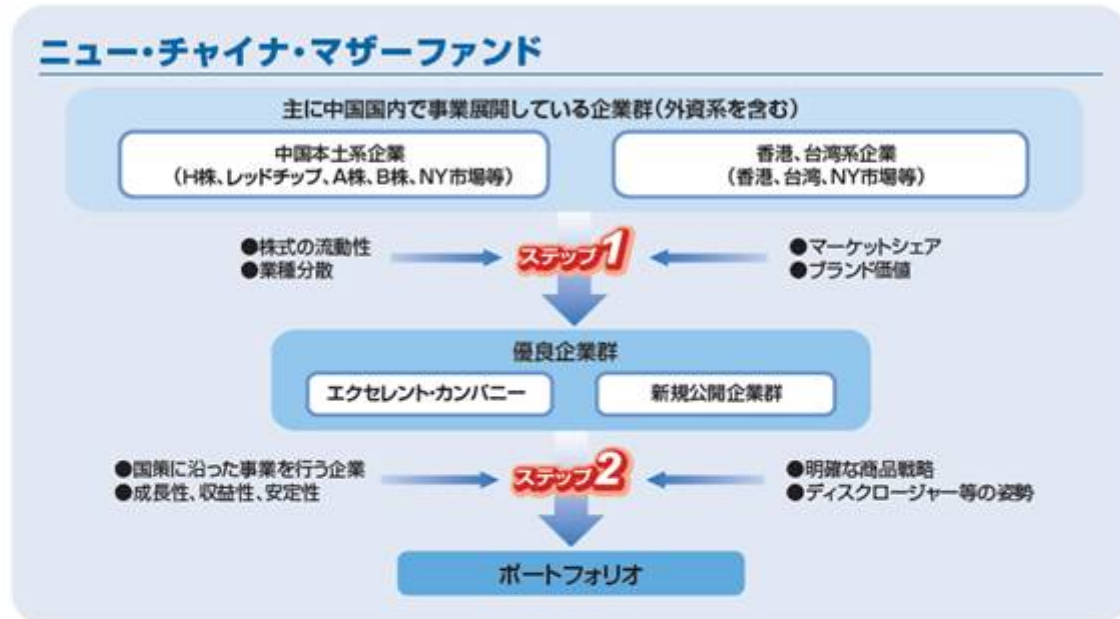 ニュー・チャイナ・マザーファンド
主に中国国内で事業展開している企業群(外資系を含む)
中国本土系企業
(H株、レッドチップ、A株、B株、NY市場等)
香港、台湾系企業
(香港、台湾、NY市場等)
●株式の流動性
●業種分散
ステップ1
●マーケットシェア
●ブランド価値
優良企業群
エクセレント・カンパニー
新規公開企業群
●国策に沿った事業を行う企業
●成長性、収益性、安定性
ステップ2
●明確な商品戦略
●ディスクロージャー等の姿勢
ポートフォリオ